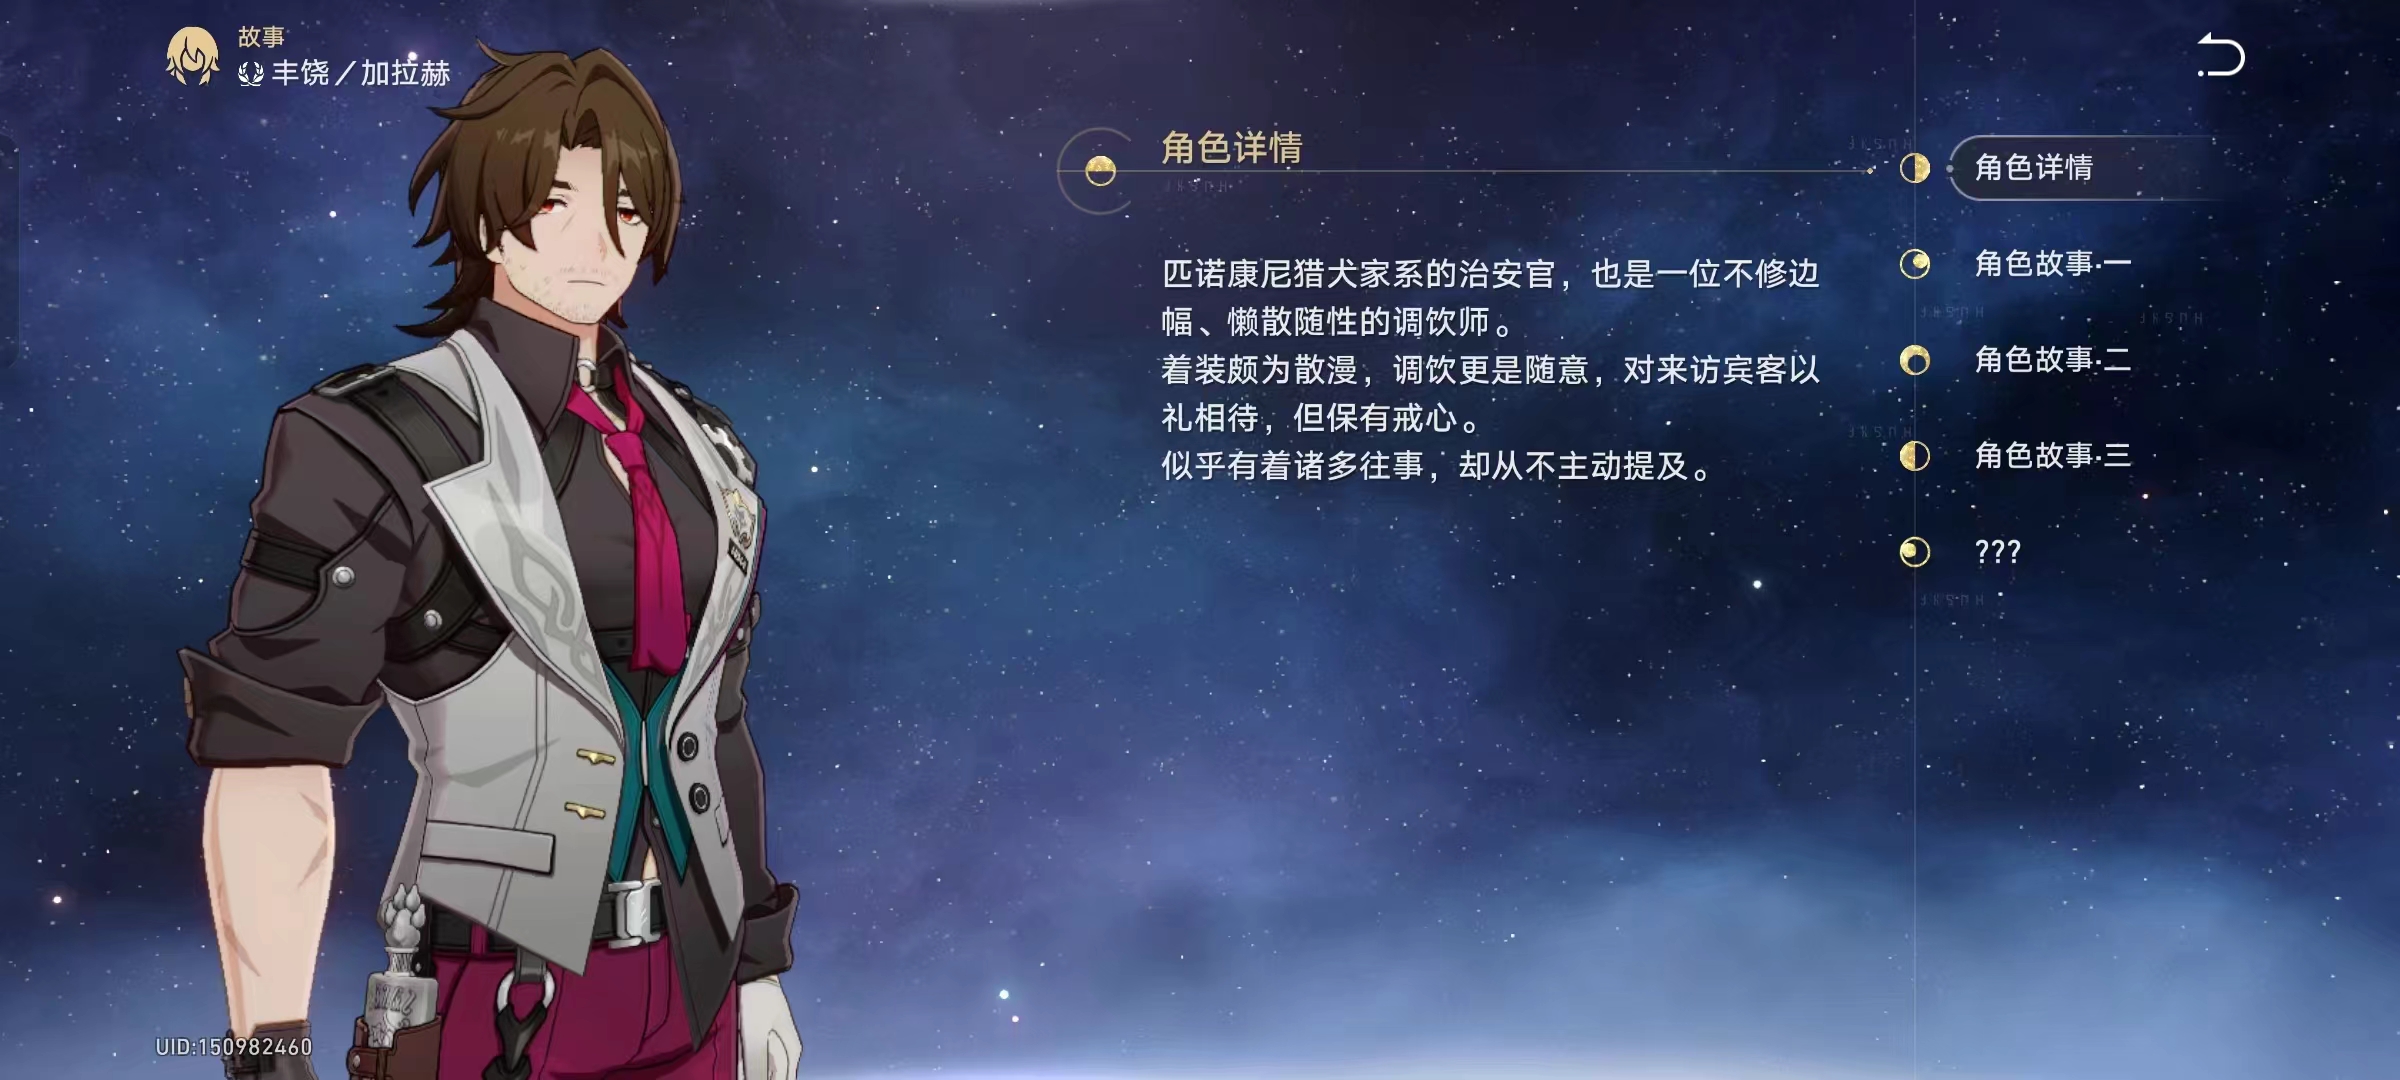 故事
丰饶／加拉赫
角色详情
匹诺康尼猎犬家系的治安官，也是一位不修边
幅、懒散随性的调饮师。
着装颇为散漫，调饮更是随意，对来访宾客以
礼相待，但保有戒心。
似乎有着诸多往事，却从不主动提及。
角色详情
角色故事·一
角色故事·二
角色故事·三
???
UID:150982460